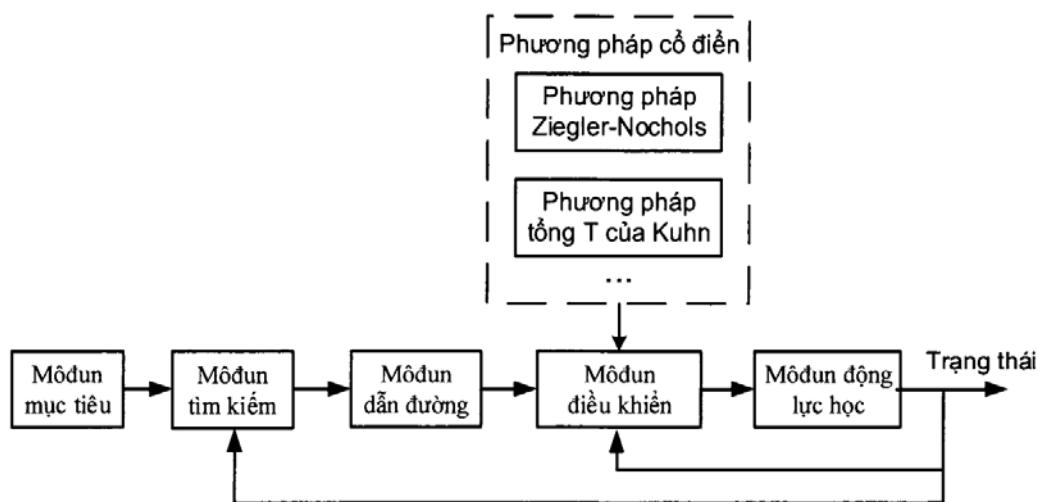 Phương pháp cổ điển
Phương pháp
Ziegler-Nochols
Phương pháp
tổng T của Kuhn
...
Môđun
mục tiêu
Môđun
tìm kiếm
Môđun
dẫn đường
Môđun
điều khiển
Môđun động
lực học
Trạng thái